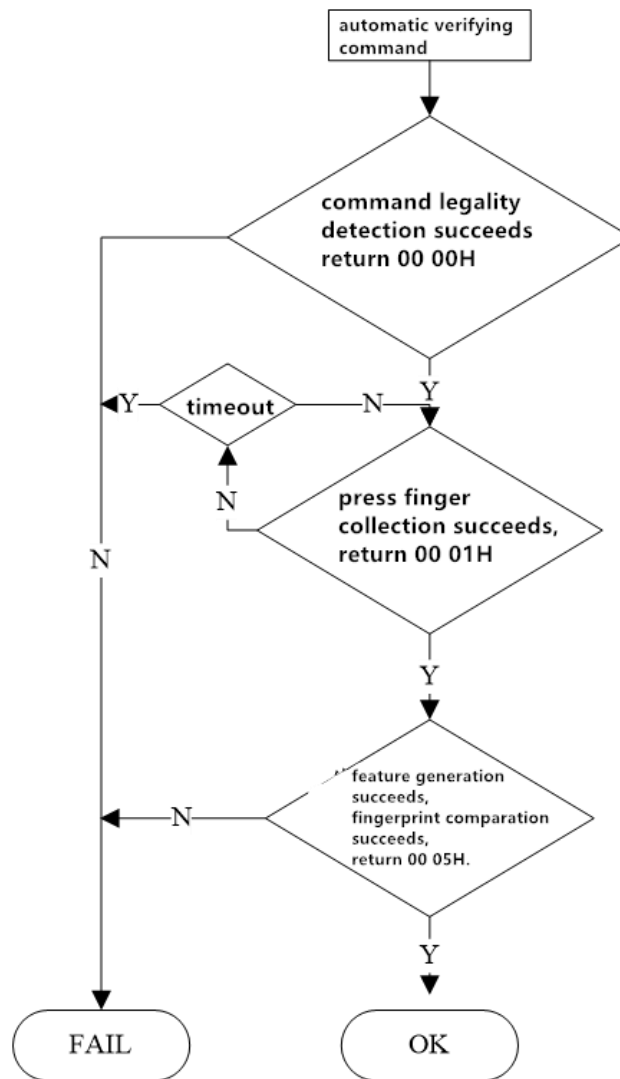 automatic verifying
command
command legality
detection succeeds
return 00 00H
Y
Y
timeout
N
N
press finger
collection succeeds,
return 00 01H
N
Y
feature generation
succeeds,
fingerprint comparation
succeeds,
return 00 05H.
N
Y
FAIL
OK